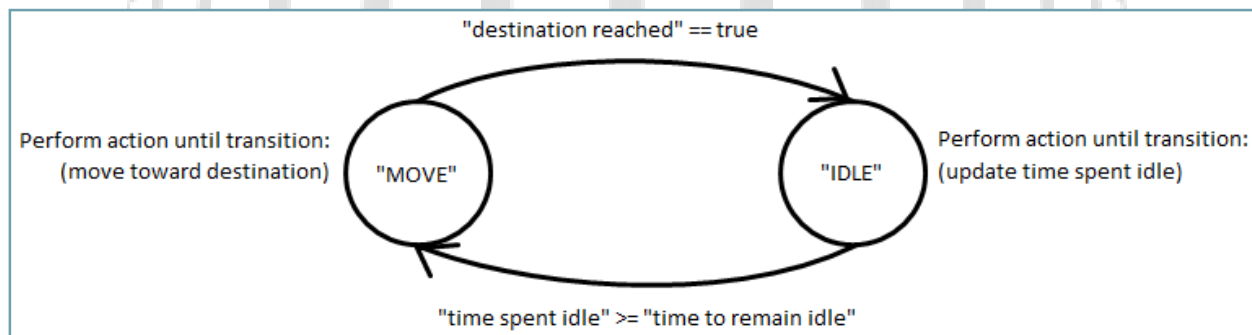 "destination reached" == true
Perform action until transition:
(move toward destination)
"MOVE"
"IDLE"
Perform action until transition:
(update time spent idle)
"time spent idle" >= "time to remain idle"